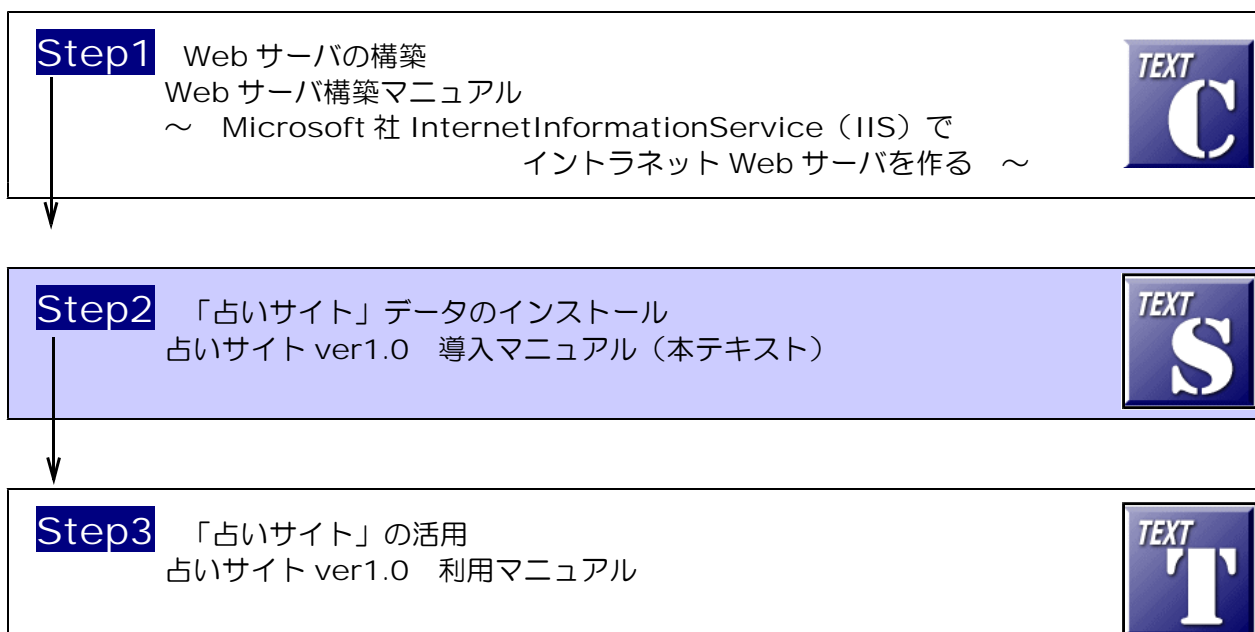 Step1 Web サーバの構築
Web サーバ構築マニュアル
～ Microsoft 社 InternetInformationService（IIS）で
イントラネット Web サーバを作る ～
TEXT
C
Step2 「占いサイト」データのインストール
占いサイト ver1.0 導入マニュアル（本テキスト）
TEXT
S
Step3 「占いサイト」の活用
占いサイト ver1.0 利用マニュアル
TEXT
T